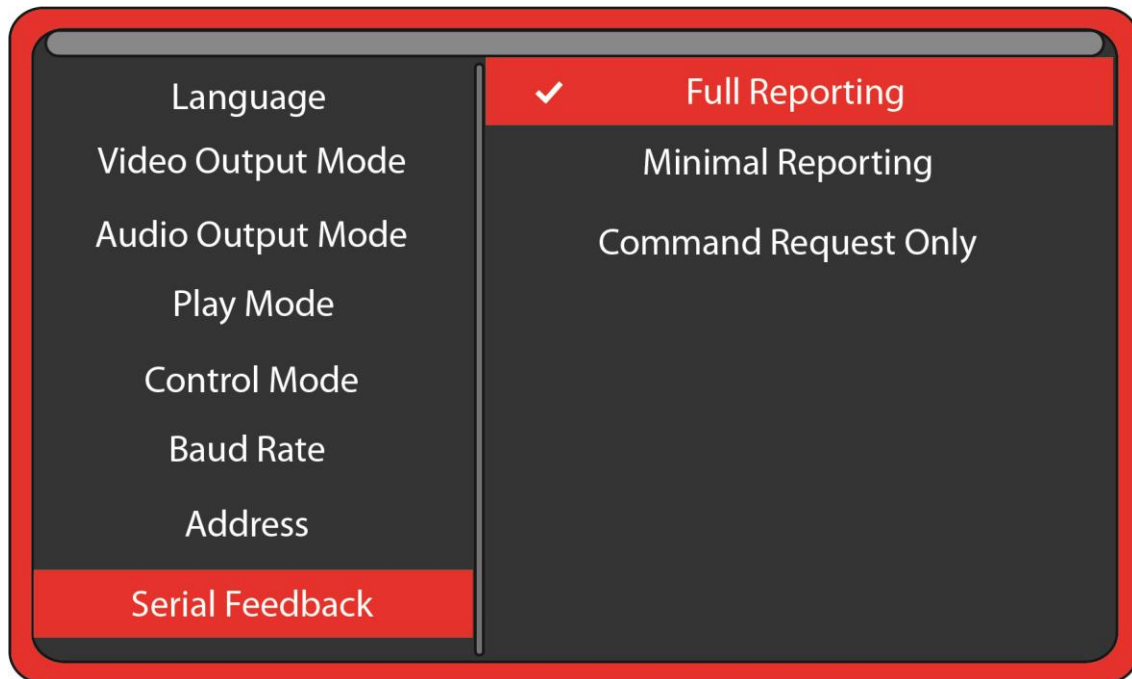 Language
Video Output Mode
Audio Output Mode
Play Mode
Control Mode
Baud Rate
Address
Serial Feedback
Full Reporting
Minimal Reporting
Command Request Only